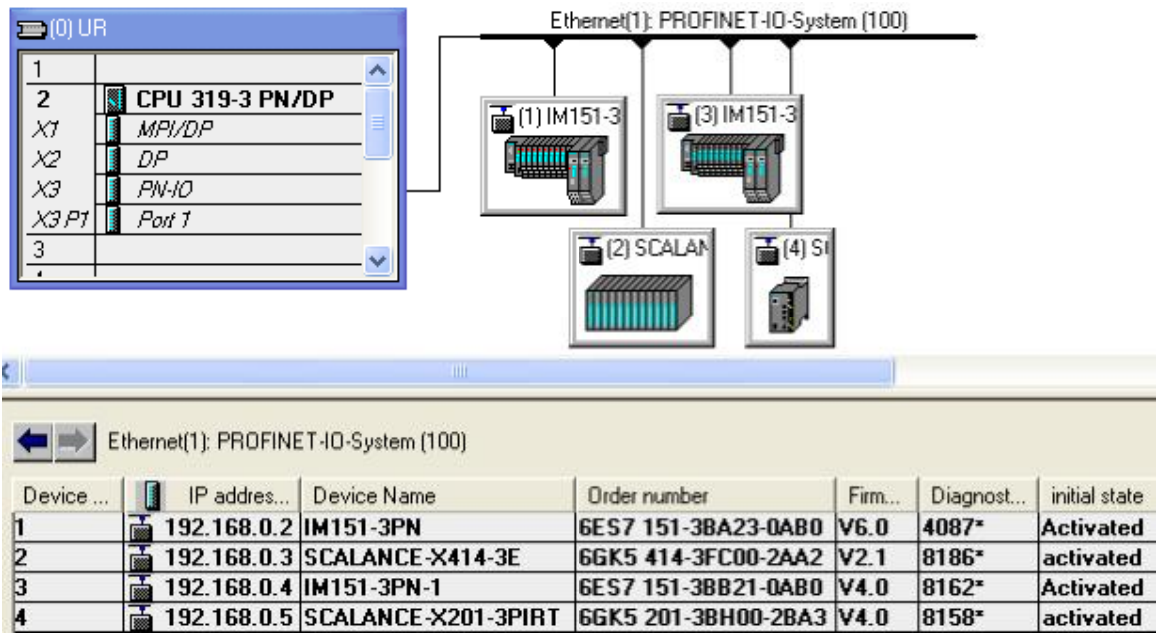 (0) UR
1
2 CPU 319-3 PN/DP
X1 MPI/DP
X2 DP
X3 PN-IO
X3 P1 Port 1
3
Ethernet(1): PROFINET-IO-System (100)
(1) IM151-3
(3) IM151-3
(2) SCALAN
(4) S
Ethernet(1): PROFINET-IO-System (100)
Device ... IP addres... Device Name Order number Firm... Diagnost... initial state
1 192.168.0.2 IM151-3PN 6ES7 151-3BA23-0AB0 V6.0 4087* Activated
2 192.168.0.3 SCALANCE-X414-3E 6GK5 414-3FC00-2AA2 V2.1 8186* activated
3 192.168.0.4 IM151-3PN-1 6ES7 151-3BB21-0AB0 V4.0 8162* Activated
4 192.168.0.5 SCALANCE-X201-3PIRT 6GK5 201-3BH00-2BA3 V4.0 8158* activated